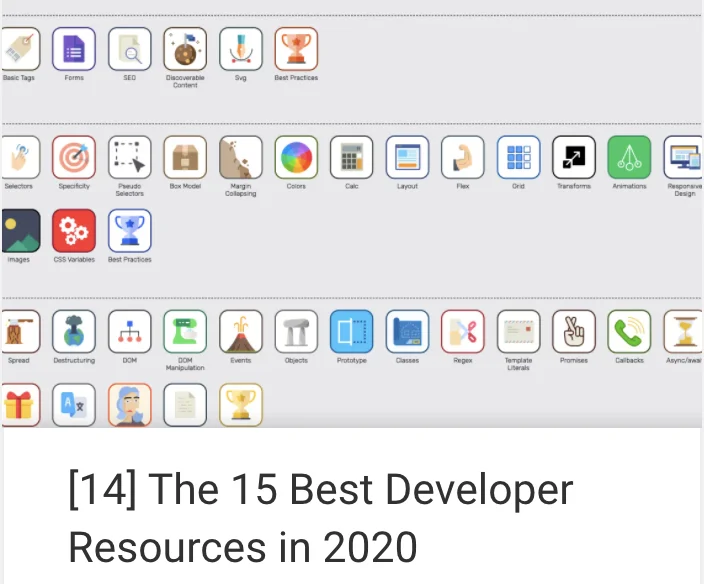 Basic Tags Forms SEO Discoverable Content Svg Best Practices
Selectors Specificity Pseudo Selectors Box Model Margin Collapsing Colors Calc Layout Flex Grid Transforms Animations Responsive Design
Images CSS Variables Best Practices
Spread Destructuring DOM DOM Manipulation Events Objects Prototype Classes Regex Template Literals Promises Callbacks Async/awai
[14] The 15 Best Developer
Resources in 2020